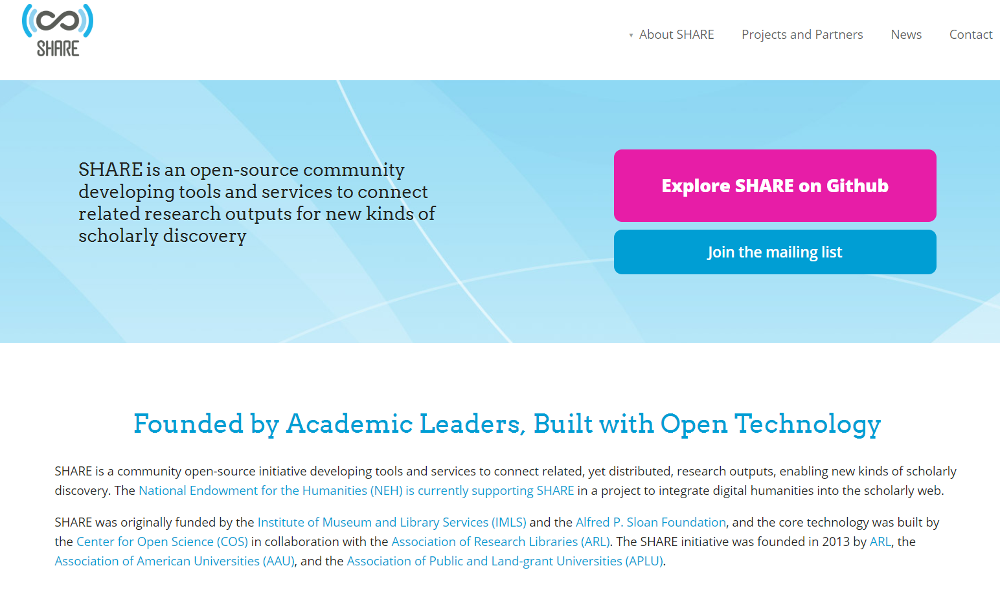 SHARE
▾ About SHARE Projects and Partners News Contact
SHARE is an open-source community
developing tools and services to connect
related research outputs for new kinds of
scholarly discovery
Explore SHARE on Github
Join the mailing list
Founded by Academic Leaders, Built with Open Technology
SHARE is a community open-source initiative developing tools and services to connect related, yet distributed, research outputs, enabling new kinds of scholarly
discovery. The National Endowment for the Humanities (NEH) is currently supporting SHARE in a project to integrate digital humanities into the scholarly web.
SHARE was originally funded by the Institute of Museum and Library Services (IMLS) and the Alfred P. Sloan Foundation, and the core technology was built by
the Center for Open Science (COS) in collaboration with the Association of Research Libraries (ARL). The SHARE initiative was founded in 2013 by ARL, the
Association of American Universities (AAU), and the Association of Public and Land-grant Universities (APLU).